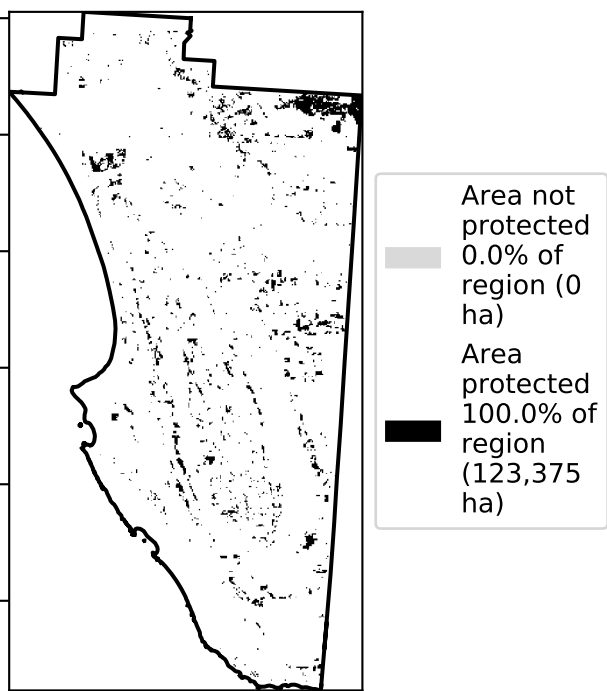 Area not
protected
0.0% of
region (0
ha)
Area
protected
100.0% of
region
(123,375
ha)